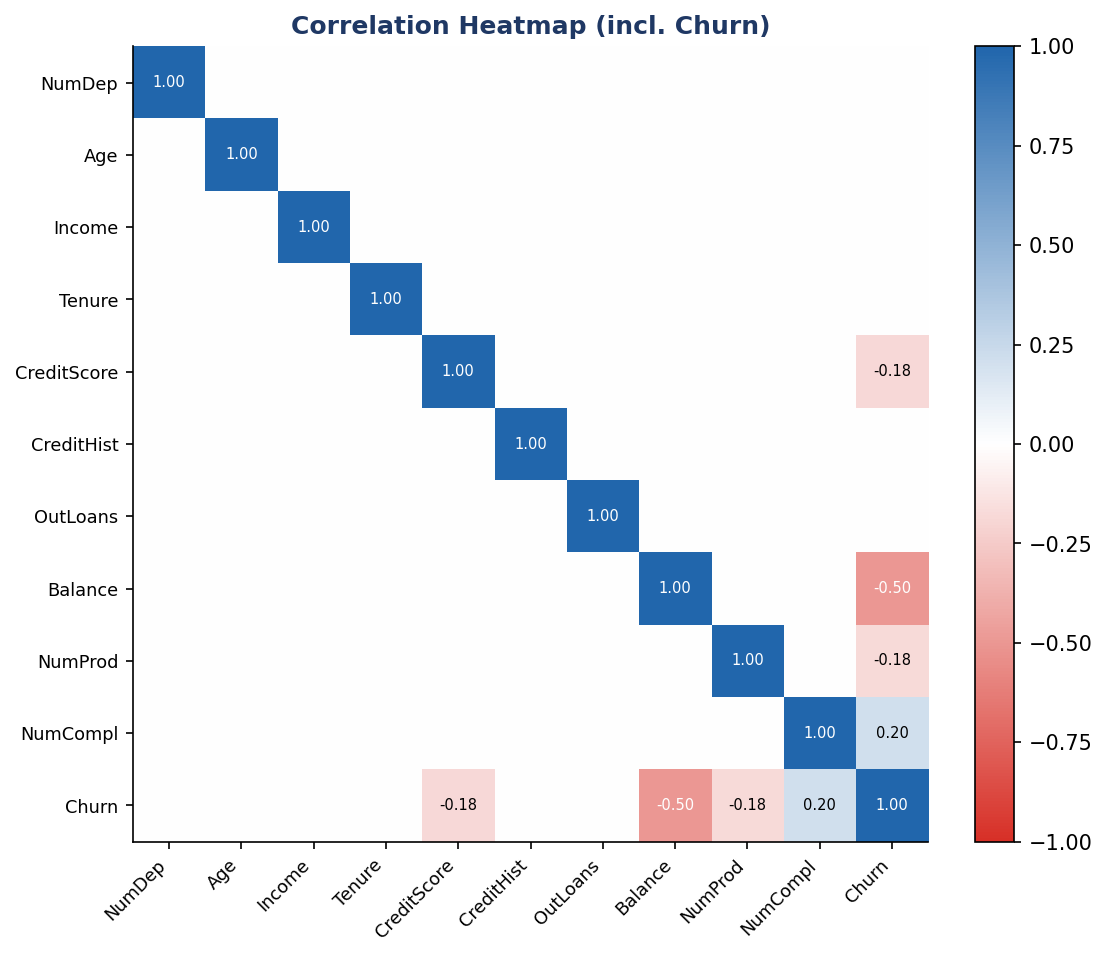 Correlation Heatmap (incl. Churn)
NumDep 1.00
Age 1.00
Income 1.00
Tenure 1.00
CreditScore 1.00 -0.18
CreditHist 1.00
OutLoans 1.00
Balance 1.00 -0.50
NumProd 1.00 -0.18
NumCompl 1.00 0.20
Churn -0.18 -0.50 -0.18 0.20 1.00
NumDep Age Income Tenure CreditScore CreditHist OutLoans Balance NumProd NumCompl Churn
1.00
0.75
0.50
0.25
0.00
−0.25
−0.50
−0.75
−1.00